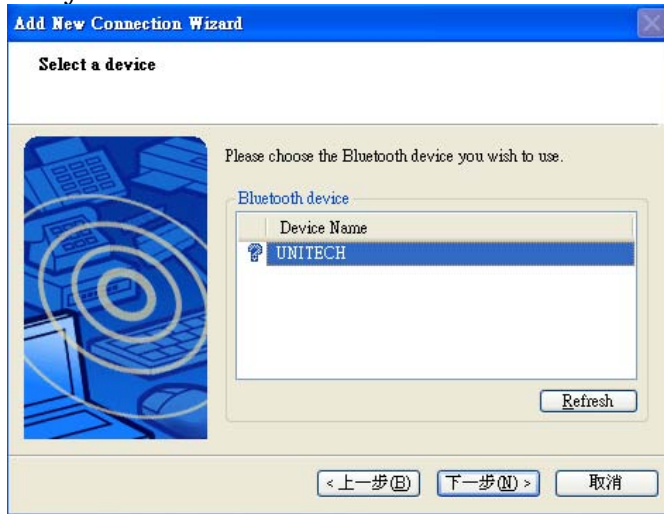 Add New Connection Wizard
Select a device
Please choose the Bluetooth device you wish to use.
Bluetooth device
Device Name
UNITECH
Refresh
<上一步(B) 下一步(N)> 取消